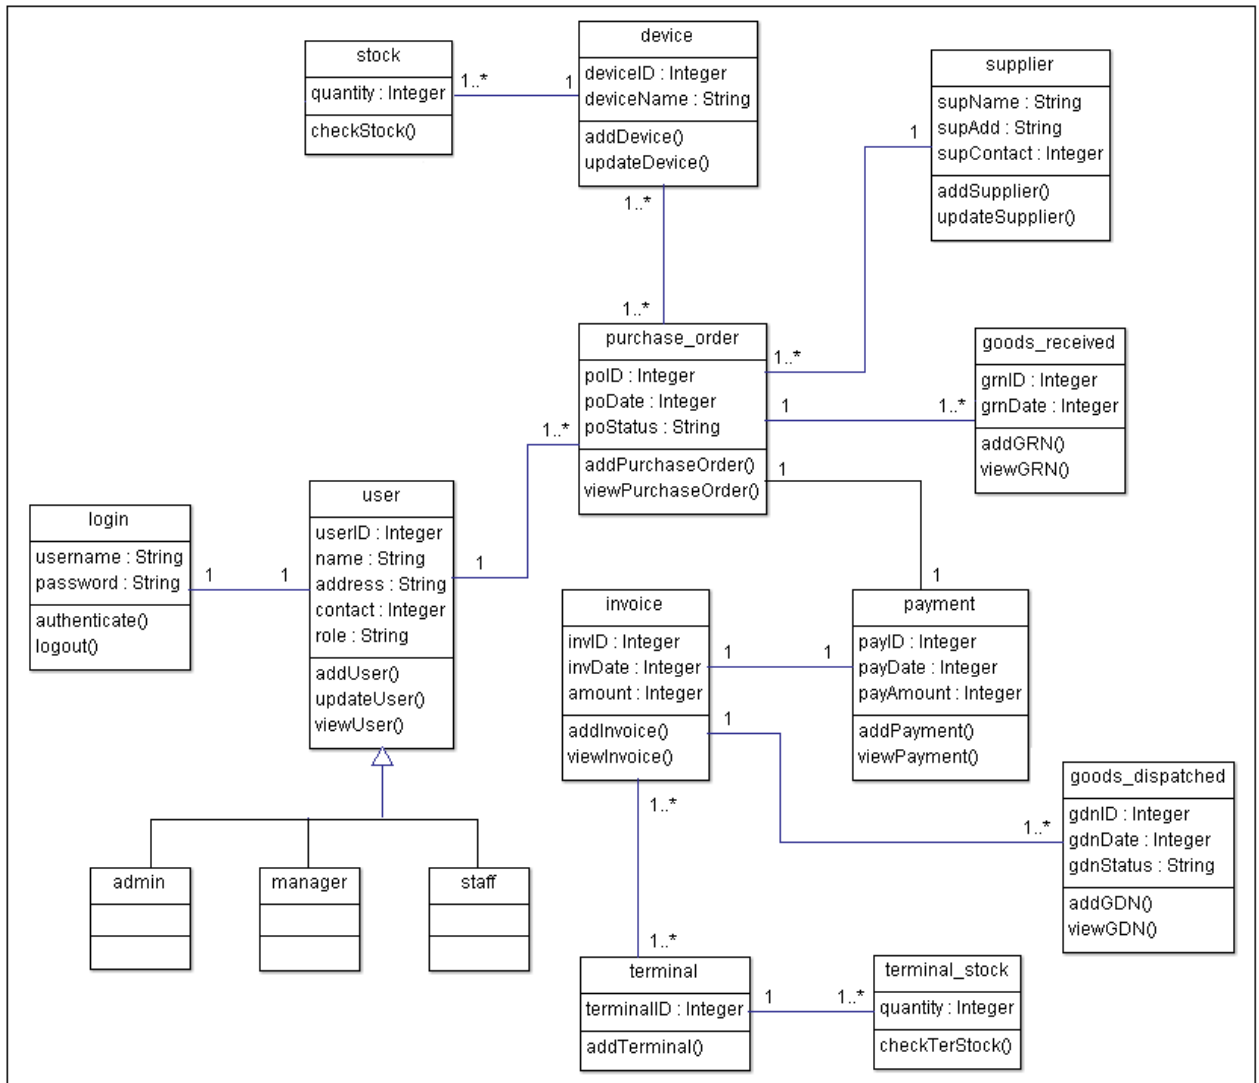 stock
quantity : Integer
checkStock()
1..*
1
device
deviceID : Integer
deviceName : String
addDevice()
updateDevice()
1..*
1..*
supplier
supName : String
supAdd : String
supContact : Integer
addSupplier()
updateSupplier()
1
1..*
purchase_order
poID : Integer
poDate : Integer
poStatus : String
addPurchaseOrder()
viewPurchaseOrder()
1
1..*
goods_received
grnID : Integer
grnDate : Integer
addGRN()
viewGRN()
1
1
1..*
1
login
username : String
password : String
authenticate()
logout()
1
1
user
userID : Integer
name : String
address : String
contact : Integer
role : String
addUser()
updateUser()
viewUser()
admin
manager
staff
invoice
invID : Integer
invDate : Integer
amount : Integer
addInvoice()
viewInvoice()
1
1
payment
payID : Integer
payDate : Integer
payAmount : Integer
addPayment()
viewPayment()
1
1..*
goods_dispatched
gdnID : Integer
gdnDate : Integer
gdnStatus : String
addGDN()
viewGDN()
1..*
1..*
terminal
terminalID : Integer
addTerminal()
1
1..*
terminal_stock
quantity : Integer
checkTerStock()